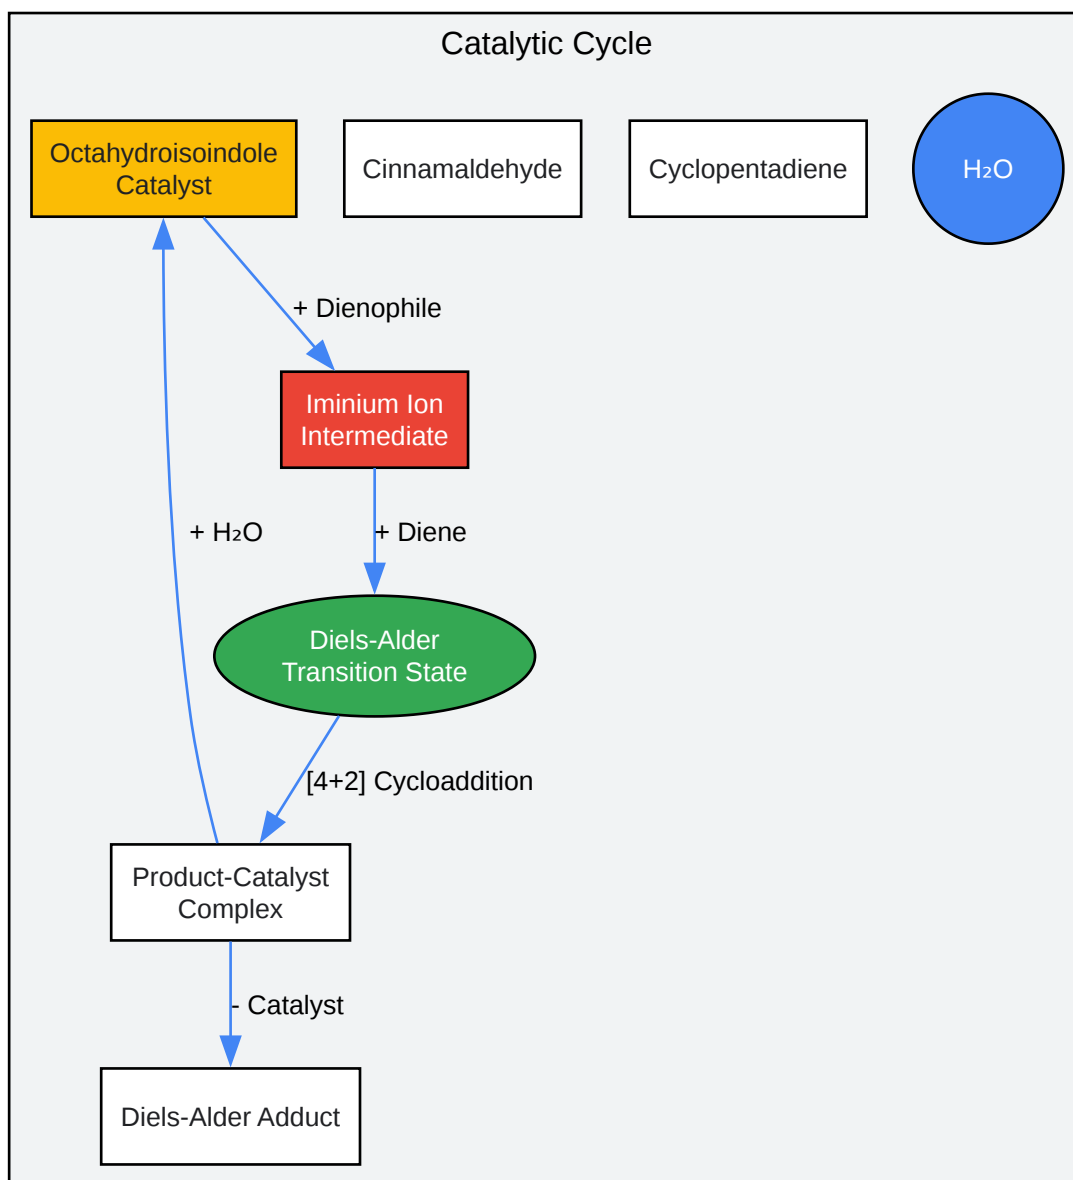 Catalytic Cycle
Octahydroisoindole
Catalyst
Cinnamaldehyde
Cyclopentadiene
H₂O
+ Dienophile
Iminium Ion
Intermediate
+ H₂O
+ Diene
Diels-Alder
Transition State
[4+2] Cycloaddition
Product-Catalyst
Complex
- Catalyst
Diels-Alder Adduct